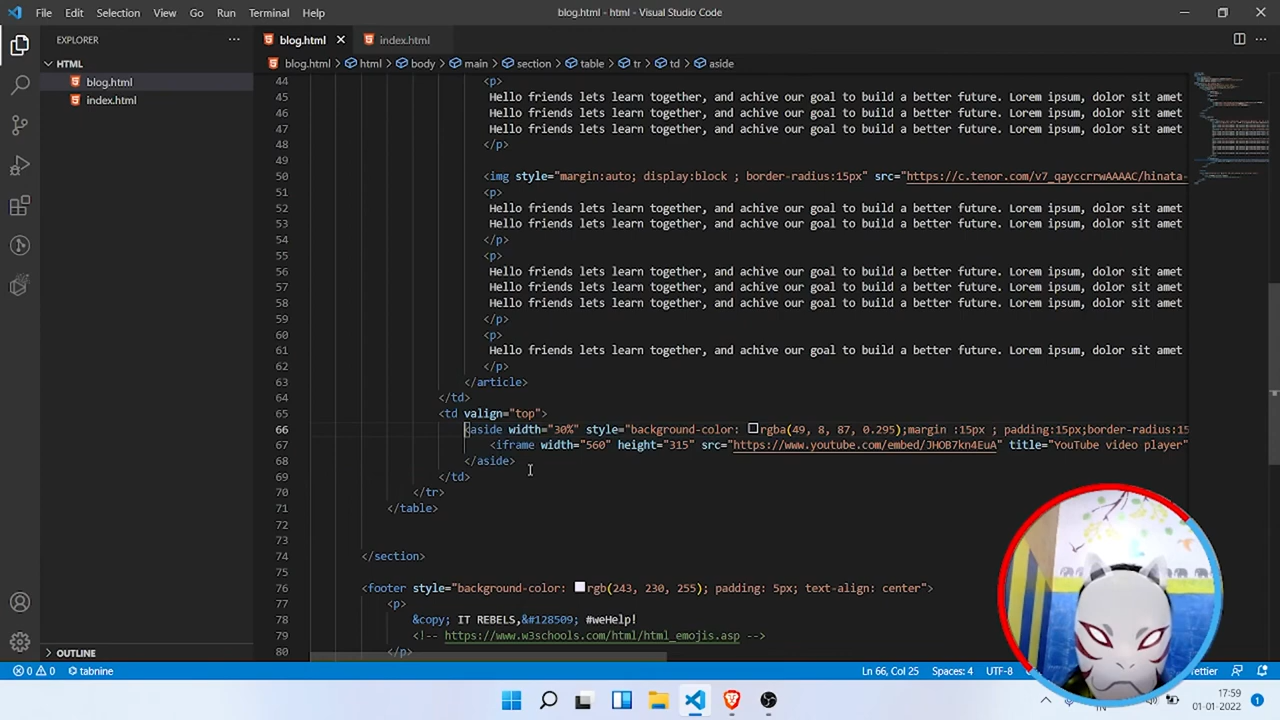 File Edit Selection View Go Run Terminal Help
blog.html - html - Visual Studio Code
EXPLORER
HTML
blog.html
index.html
OUTLINE
blog.html index.html
blog.html > html > body > main > section > table > tr > td > aside
44 <p>
45 Hello friends lets learn together, and achive our goal to build a better future. Lorem ipsum, dolor sit amet
46 Hello friends lets learn together, and achive our goal to build a better future. Lorem ipsum, dolor sit amet
47 Hello friends lets learn together, and achive our goal to build a better future. Lorem ipsum, dolor sit amet
48 </p>
49
50 <img style="margin:auto; display:block ; border-radius:15px" src="https://c.tenor.com/v7_qayccrrwAAAAC/hinata-
51 <p>
52 Hello friends lets learn together, and achive our goal to build a better future. Lorem ipsum, dolor sit amet
53 Hello friends lets learn together, and achive our goal to build a better future. Lorem ipsum, dolor sit amet
54 </p>
55 <p>
56 Hello friends lets learn together, and achive our goal to build a better future. Lorem ipsum, dolor sit amet
57 Hello friends lets learn together, and achive our goal to build a better future. Lorem ipsum, dolor sit amet
58 Hello friends lets learn together, and achive our goal to build a better future. Lorem ipsum, dolor sit amet
59 </p>
60 <p>
61 Hello friends lets learn together, and achive our goal to build a better future. Lorem ipsum, dolor sit amet
62 </p>
63 </article>
64 </td>
65 <td valign="top">
66 <aside width="30%" style="background-color: rgba(49, 8, 87, 0.295);margin :15px ; padding:15px;border-radius:15
67 <iframe width="560" height="315" src="https://www.youtube.com/embed/JHOB7kn4EuA" title="YouTube video player"
68 </aside>
69 </td>
70 </tr>
71 </table>
72
73
74 </section>
75
76 <footer style="background-color: rgb(243, 230, 255); padding: 5px; text-align: center">
77 <p>
78 &copy; IT REBELS,&#128509; #weHelp!
79 <!-- https://www.w3schools.com/html/html_emojis.asp -->
80 </p>
0 0 tabnine
Ln 66, Col 25 Spaces: 4 UTF-8 ettier
IN
17:59
01-01-2022
1